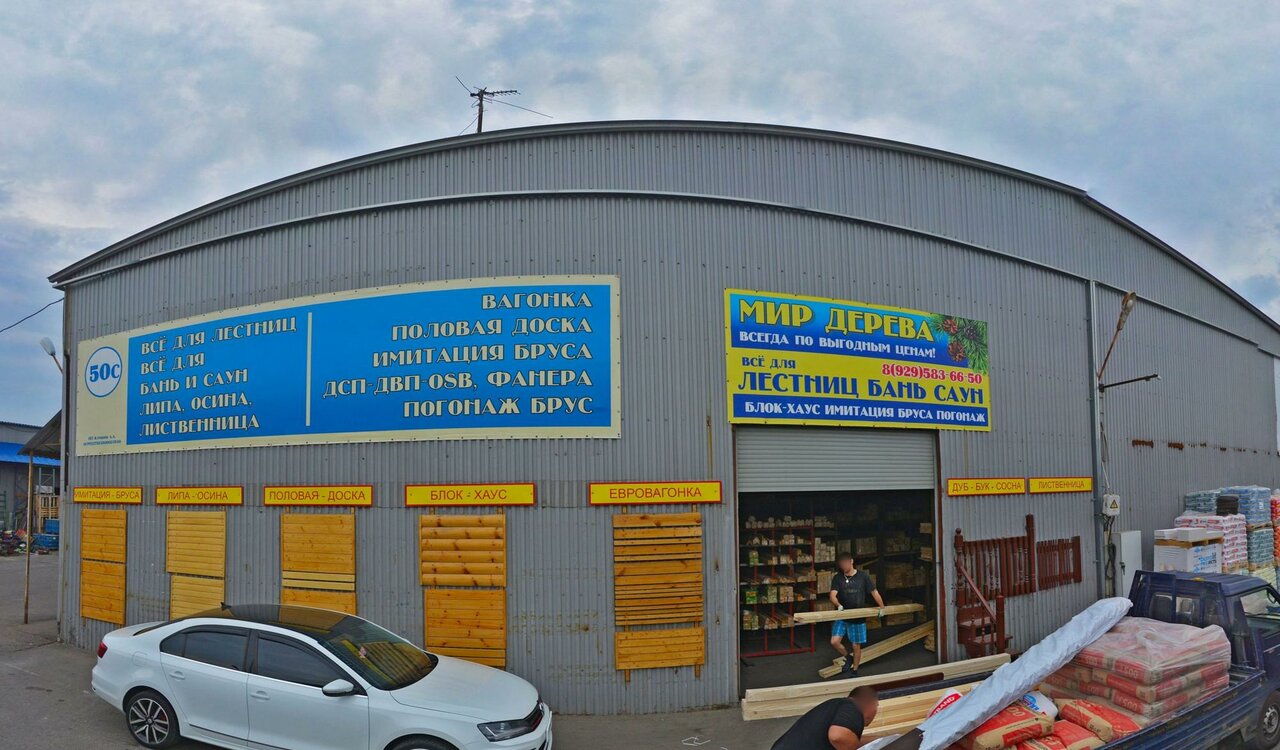 50С
ВСЁ ДЛЯ ЛЕСТНИЦ
ВСЁ ДЛЯ
БАНЬ И САУН
ЛИПА, ОСИНА,
ЛИСТВЕННИЦА
ВАГОНКА
ПОЛОВАЯ ДОСКА
ИМИТАЦИЯ БРУСА
ДСП-ДВП-OSB, ФАНЕРА
ПОГОНАЖ БРУС
МИР ДЕРЕВА
ВСЕГДА ПО ВЫГОДНЫМ ЦЕНАМ!
ВСЁ ДЛЯ
8(929)583-66-50
ЛЕСТНИЦ БАНЬ САУН
БЛОК-ХАУС ИМИТАЦИЯ БРУСА ПОГОНАЖ
ИМИТАЦИЯ - БРУСА
ЛИПА - ОСИНА
ПОЛОВАЯ - ДОСКА
БЛОК - ХАУС
ЕВРОВАГОНКА
ДУБ - БУК - СОСНА
ЛИСТВЕННИЦА